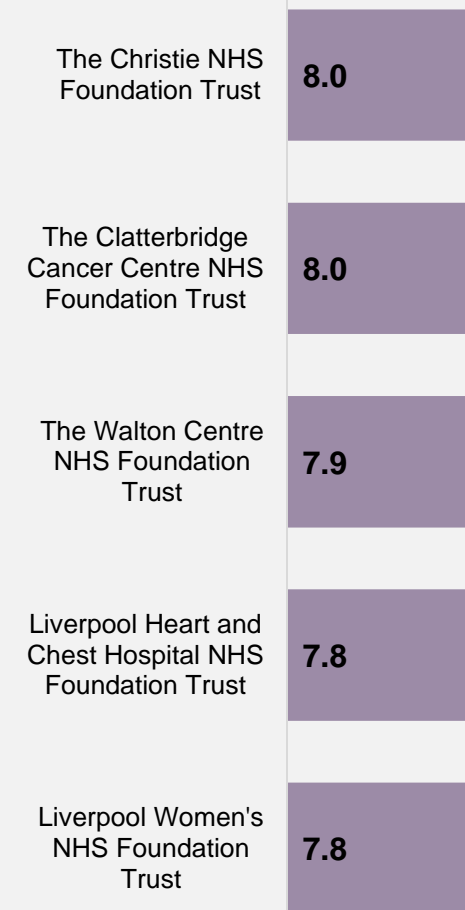 The Christie NHS
Foundation Trust
8.0
The Clatterbridge
Cancer Centre NHS
Foundation Trust
8.0
The Walton Centre
NHS Foundation
Trust
7.9
Liverpool Heart and
Chest Hospital NHS
Foundation Trust
7.8
Liverpool Women's
NHS Foundation
Trust
7.8